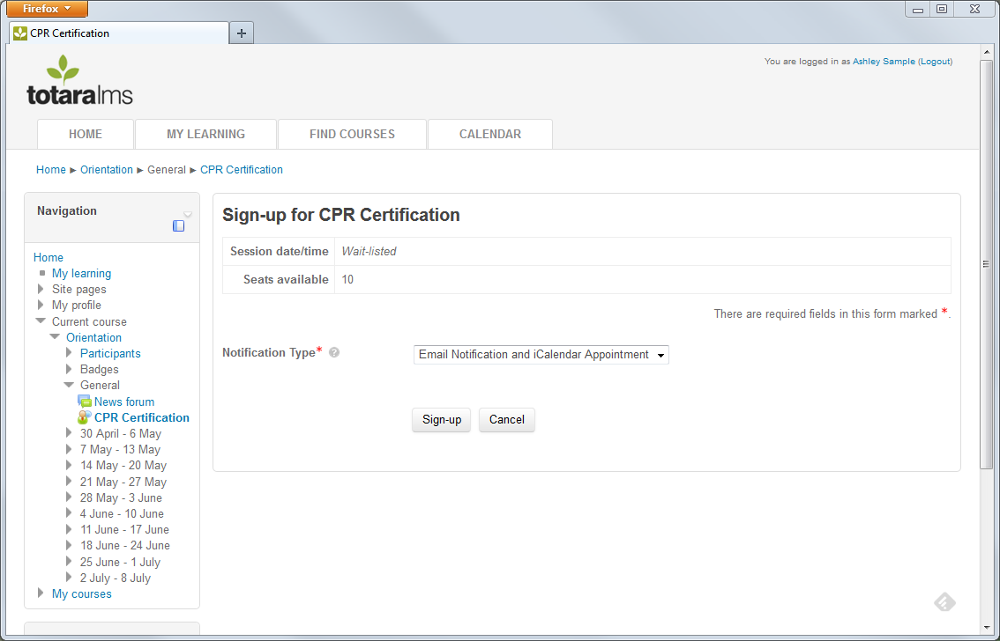 Firefox
CPR Certification
You are logged in as Ashley Sample (Logout)
totaralms
HOME MY LEARNING FIND COURSES CALENDAR
Home ► Orientation ► General ► CPR Certification
Navigation
Home
My learning
Site pages
My profile
Current course
Orientation
Participants
Badges
General
News forum
CPR Certification
30 April - 6 May
7 May - 13 May
14 May - 20 May
21 May - 27 May
28 May - 3 June
4 June - 10 June
11 June - 17 June
18 June - 24 June
25 June - 1 July
2 July - 8 July
My courses
Sign-up for CPR Certification
Session date/time Wait-listed
Seats available 10
There are required fields in this form marked *.
Notification Type* ? Email Notification and iCalendar Appointment
Sign-up Cancel